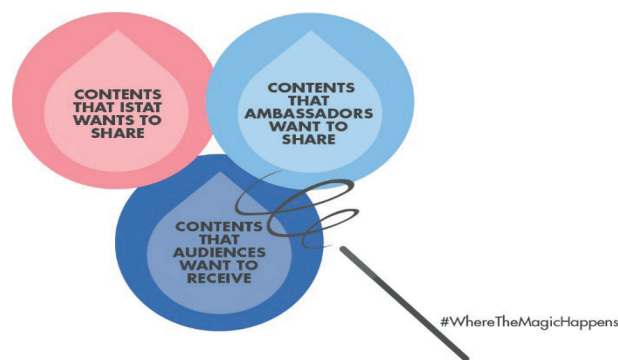 CONTENTS
THAT ISTAT
WANTS TO
SHARE
CONTENTS
THAT
AMBASSADORS
WANT TO
SHARE
CONTENTS
THAT
AUDIENCES
WANT TO
RECEIVE
#WhereTheMagicHappens